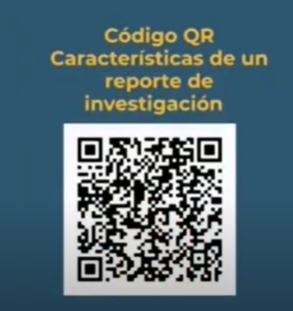 Código QR
Características de un
reporte de
investigación